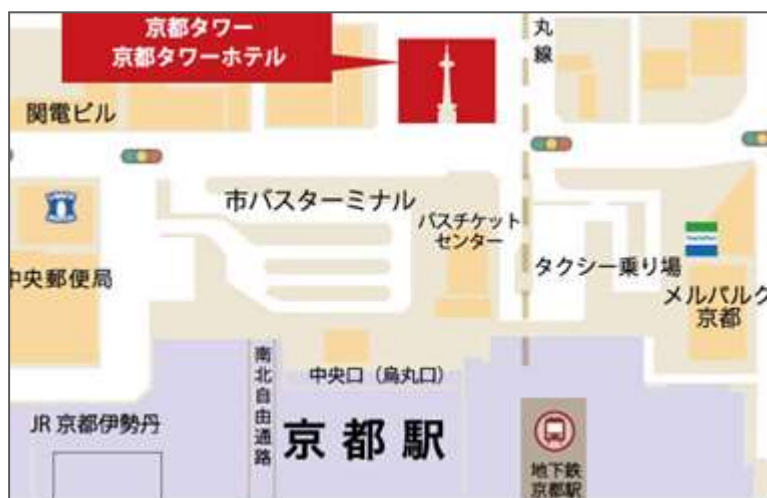 京都タワー
京都タワーホテル
丸
線
関電ビル
市バスターミナル
バスチケット
センター
タクシー乗り場
中央郵便局
メルパルク
京都
南北自由通路
中央口（烏丸口）
JR京都伊勢丹
京都駅
地下鉄
京都駅